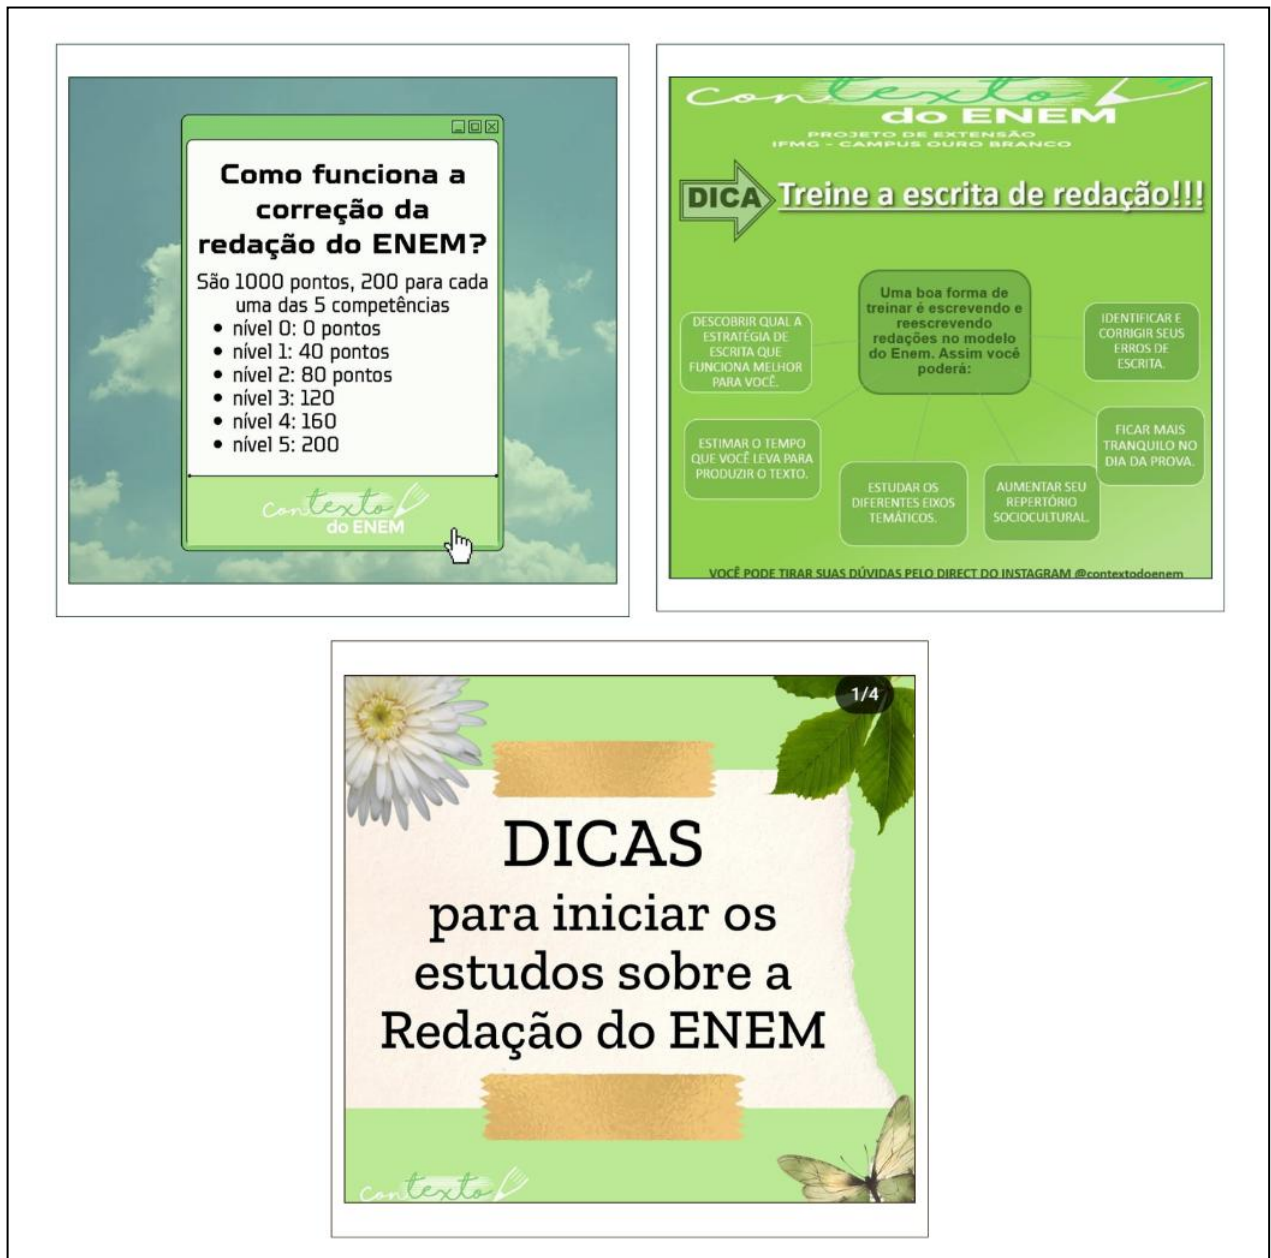 Como funciona a
correção da
redação do ENEM?
São 1000 pontos, 200 para cada
uma das 5 competências
• nível 0: 0 pontos
• nível 1: 40 pontos
• nível 2: 80 pontos
• nível 3: 120
• nível 4: 160
• nível 5: 200
Contexto
do ENEM
Contexto
do ENEM
PROJETO DE EXTENSÃO
IFMG - CAMPUS OURO BRANCO
DICA
Treine a escrita de redação!!!
Uma boa forma de
treinar é escrevendo e
reescrevendo
redações no modelo
do Enem. Assim você
poderá:
DESCOBRIR QUAL A
ESTRATÉGIA DE
ESCRITA QUE
FUNCIONA MELHOR
PARA VOCÊ.
ESTIMAR O TEMPO
QUE VOCÊ LEVA PARA
PRODUZIR O TEXTO.
ESTUDAR OS
DIFERENTES EIXOS
TEMÁTICOS.
AUMENTAR SEU
REPERTÓRIO
SOCIOCULTURAL.
FICAR MAIS
TRANQUILO NO
DIA DA PROVA.
IDENTIFICAR E
CORRIGIR SEUS
ERROS DE
ESCRITA.
VOCÊ PODE TIRAR SUAS DÚVIDAS PELO DIRECT DO INSTAGRAM @contextodoenem
1/4
DICAS
para iniciar os
estudos sobre a
Redação do ENEM
Contexto